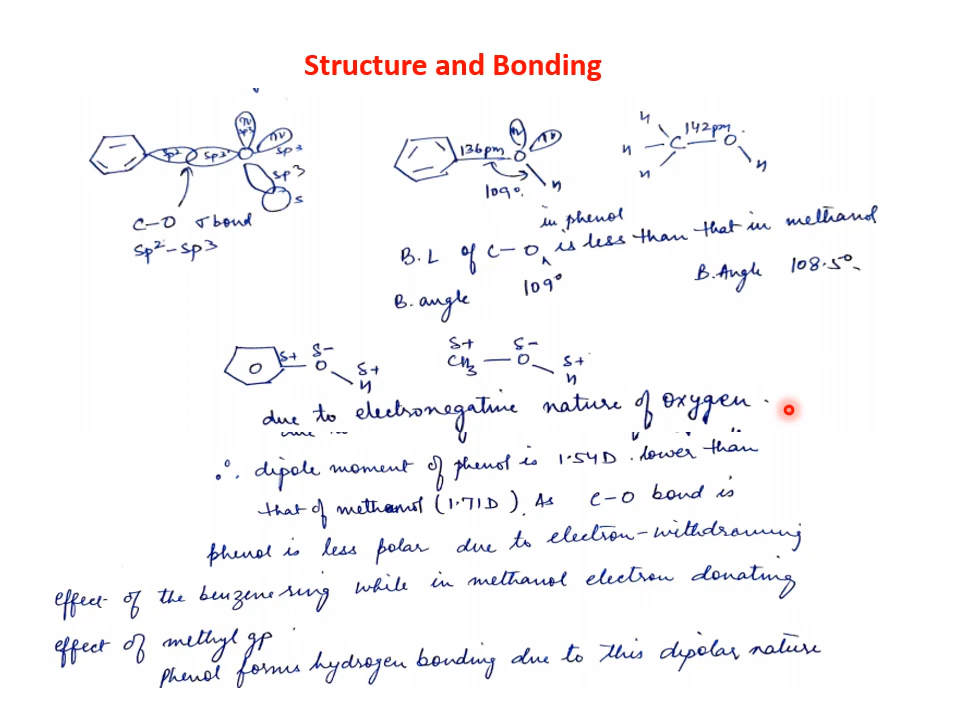 Structure and Bonding
sp3 sp3
sp2 sp3
sp3
s
C-O σ bond
sp2-sp3
136pm
O
H
109°
H
H
H
C
142pm
O
H
in phenol
B.L of C-O ^ is less than that in methanol
B. angle 109°
B. Angle 108.5°
δ+ δ-
O O
δ+
H
δ+ δ-
CH3 — O
δ+
H
due to electronegative nature of oxygen.
∴ dipole moment of phenol is 1.54D. lower than
that of methanol (1.71D). As C-O bond is
phenol is less polar due to electron-withdrawing
effect of the benzene ring while in methanol electron donating
effect of methyl gp
Phenol forms hydrogen bonding due to this dipolar nature